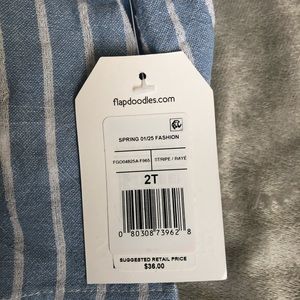 flapdoodles.com
SPRING 01/25 FASHION
FGD04825A F965 STRIPE / RAYÉ
2T
0 80308 73962 8
SUGGESTED RETAIL PRICE
$36.00